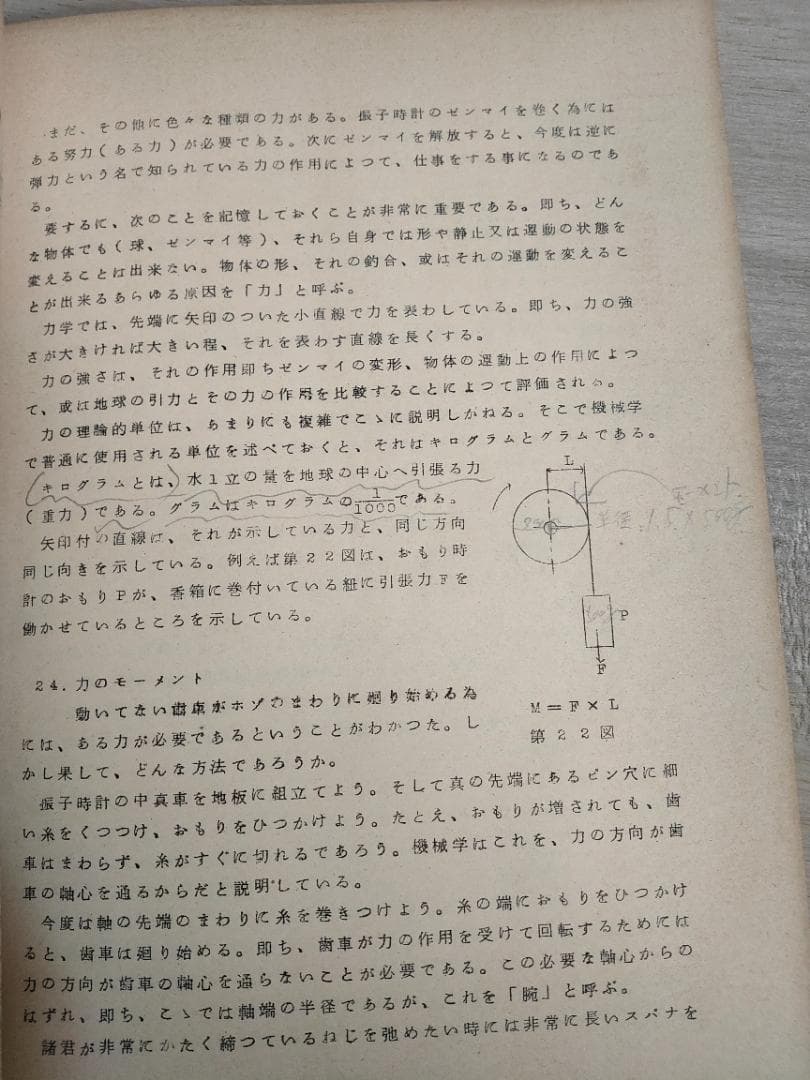 まだ、その他に色々な種類の力がある。振子時計のゼンマイを巻く為には
ある努力（ある力）が必要である。次にゼンマイを解放すると、今度は逆に
弾力という名で知られている力の作用によつて、仕事をする事になるのであ
る。
要するに、次のことを記憶しておくことが非常に重要である。即ち、どん
な物体でも（球、ゼンマイ等）、それら自身では形や静止又は運動の状態を
変えることは出来ない。物体の形、それの釣合、或はそれの運動を変えるこ
とが出来るあらゆる原因を「力」と呼ぶ。
力学では、先端に矢印のついた小直線で力を表わしている。即ち、力の強
さが大きければ大きい程、それを表わす直線を長くする。
力の強さは、それの作用即ちゼンマイの変形、物体の運動上の作用によつ
て、或は地球の引力とその力の作用を比較することによつて評価される。
力の理論的単位は、あまりにも複雑でこゝに説明しかねる。そこで機械学
で普通に使用される単位を述べておくと、それはキログラムとグラムである。
キログラムとは、水１立の量を地球の中心へ引張る力
（重力）である。グラムはキログラムの1/1000である。
矢印付の直線は、それが示している力と、同じ方向
同じ向きを示している。例えば第２２図は、おもり時
計のおもりPが、香箱に巻付いている紐に引張力Fを
働かせているところを示している。
L
P
F
M＝F×L
第２２図
24．力のモーメント
動いてない歯車がホゾのまわりに廻り始める為
には、ある力が必要であるということがわかつた。し
かし果して、どんな方法であろうか。
振子時計の中真車を地板に組立てよう。そして真の先端にあるピン穴に細
い糸をくつつけ、おもりをひつかけよう。たとえ、おもりが増されても、歯
車はまわらず、糸がすぐに切れるであろう。機械学はこれを、力の方向が歯
車の軸心を通るからだと説明している。
今度は軸の先端のまわりに糸を巻きつけよう。糸の端におもりをひつかけ
ると、歯車は廻り始める。即ち、歯車が力の作用を受けて回転するためには
力の方向が歯車の軸心を通らないことが必要である。この必要な軸心からの
はずれ、即ち、こゝでは軸端の半径であるが、これを「腕」と呼ぶ。
諸君が非常にかたく締つているねじを弛めたい時には非常に長いスパナを